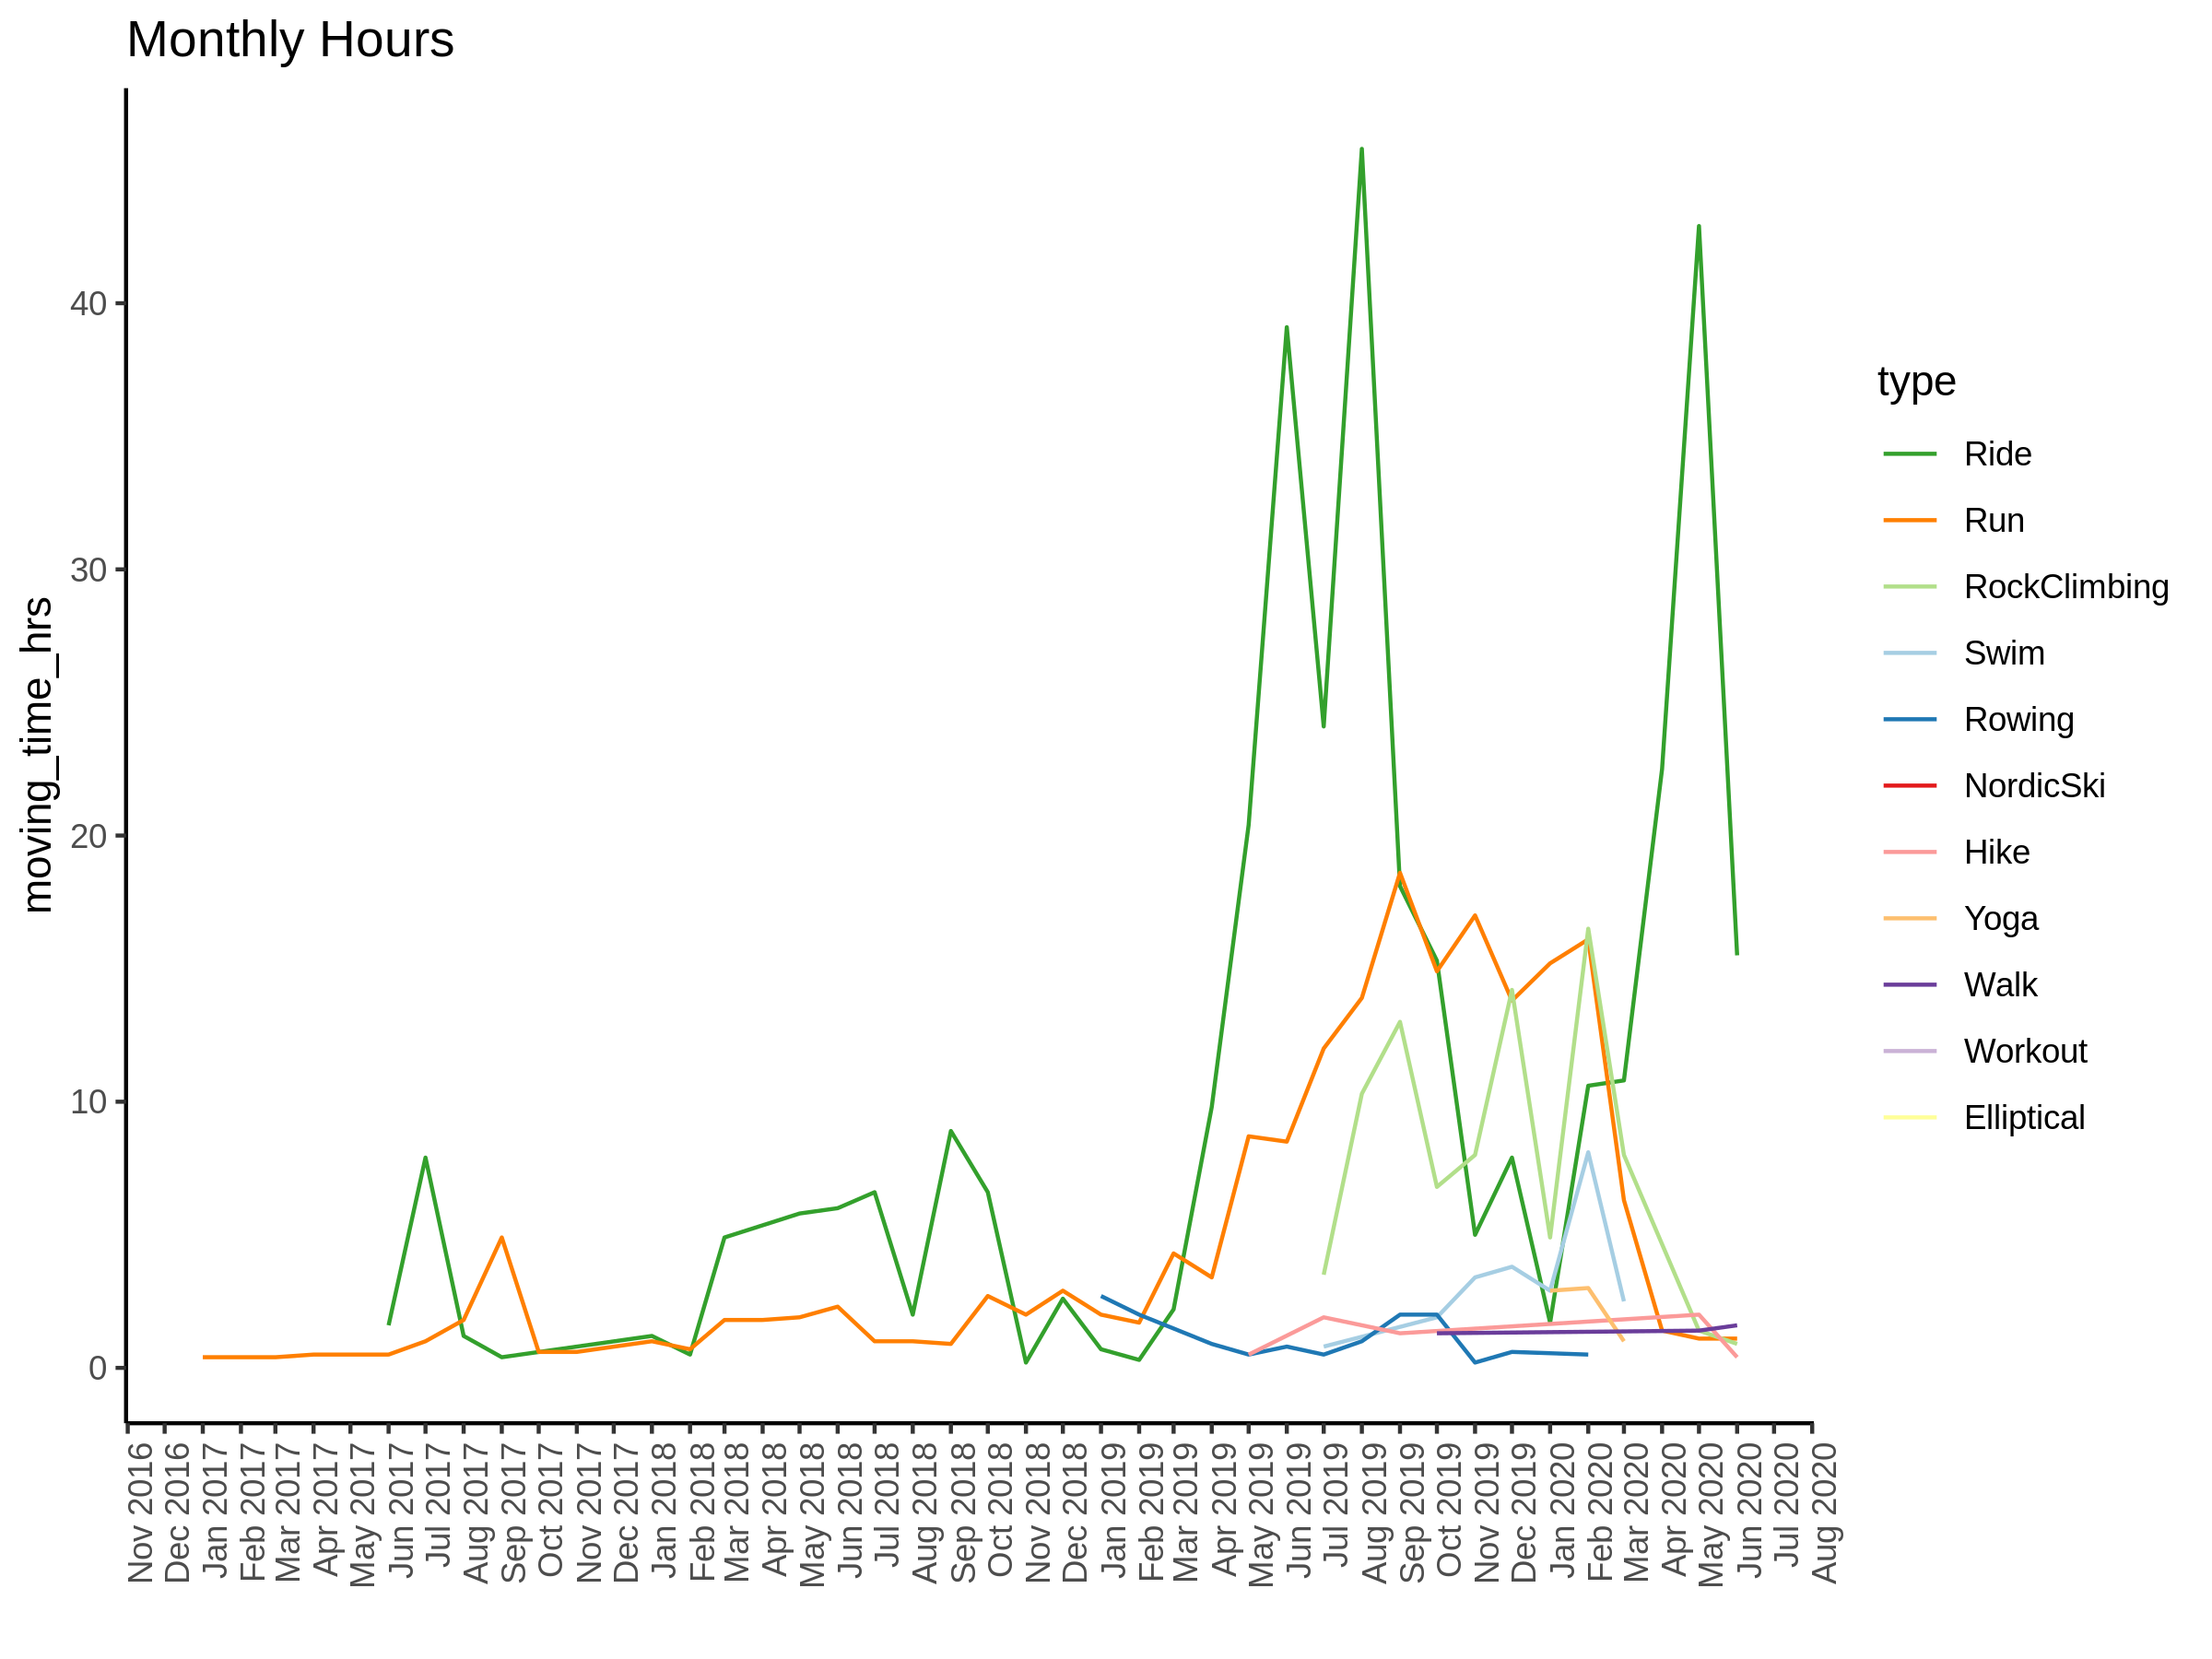 Monthly Hours
moving_time_hrs
40
30
20
10
0
Nov 2016
Dec 2016
Jan 2017
Feb 2017
Mar 2017
Apr 2017
May 2017
Jun 2017
Jul 2017
Aug 2017
Sep 2017
Oct 2017
Nov 2017
Dec 2017
Jan 2018
Feb 2018
Mar 2018
Apr 2018
May 2018
Jun 2018
Jul 2018
Aug 2018
Sep 2018
Oct 2018
Nov 2018
Dec 2018
Jan 2019
Feb 2019
Mar 2019
Apr 2019
May 2019
Jun 2019
Jul 2019
Aug 2019
Sep 2019
Oct 2019
Nov 2019
Dec 2019
Jan 2020
Feb 2020
Mar 2020
Apr 2020
May 2020
Jun 2020
Jul 2020
Aug 2020
type
Ride
Run
RockClimbing
Swim
Rowing
NordicSki
Hike
Yoga
Walk
Workout
Elliptical